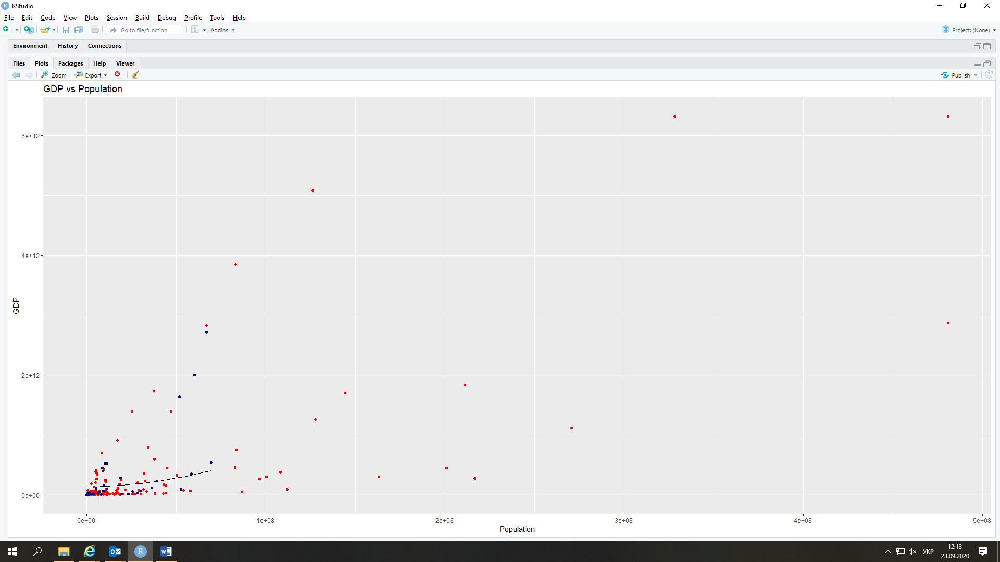 RStudio
File Edit Code View Plots Session Build Debug Profile Tools Help
Go to file/function Addins Project: (None)
Environment History Connections
Files Plots Packages Help Viewer
Zoom Export Publish
GDP vs Population
6e+12
4e+12
GDP
2e+12
0e+00
0e+00 1e+08 2e+08 3e+08 4e+08 5e+08
Population
УКР
12:13
23.09.2020